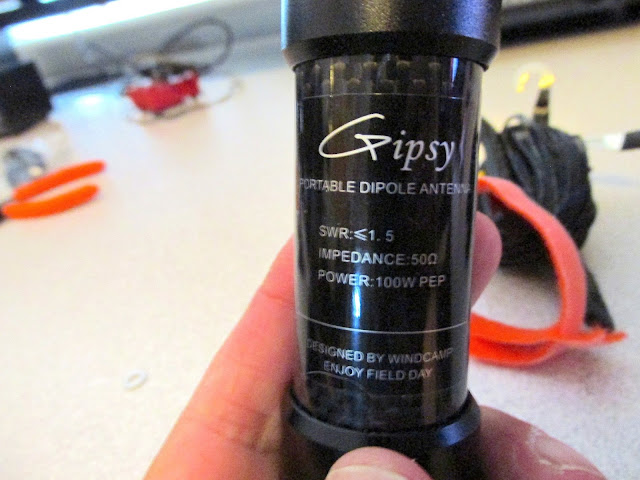 Gipsy
PORTABLE DIPOLE ANTENNA
SWR:≤1.5
IMPEDANCE:50Ω
POWER:100W PEP
DESIGNED BY WINDCAMP
ENJOY FIELD DAY